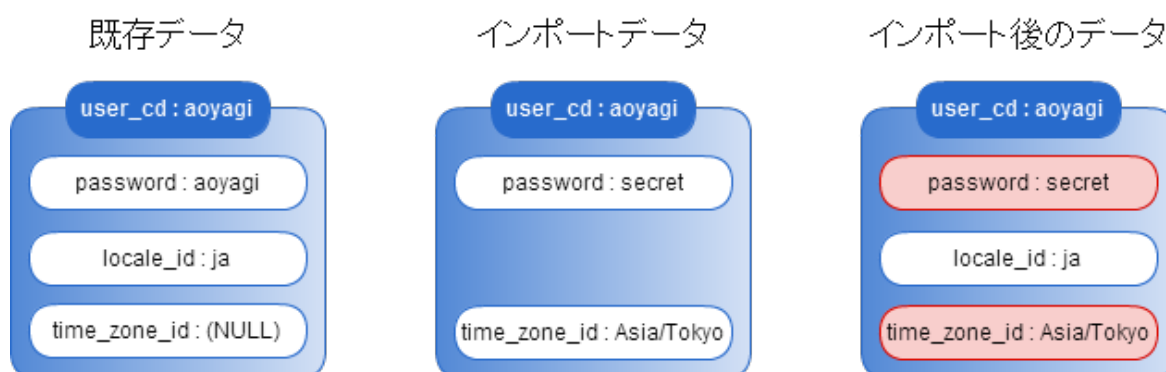 既存データ
user_cd : aoyagi
password : aoyagi
locale_id : ja
time_zone_id : (NULL)
インポートデータ
user_cd : aoyagi
password : secret
time_zone_id : Asia/Tokyo
インポート後のデータ
user_cd : aoyagi
password : secret
locale_id : ja
time_zone_id : Asia/Tokyo